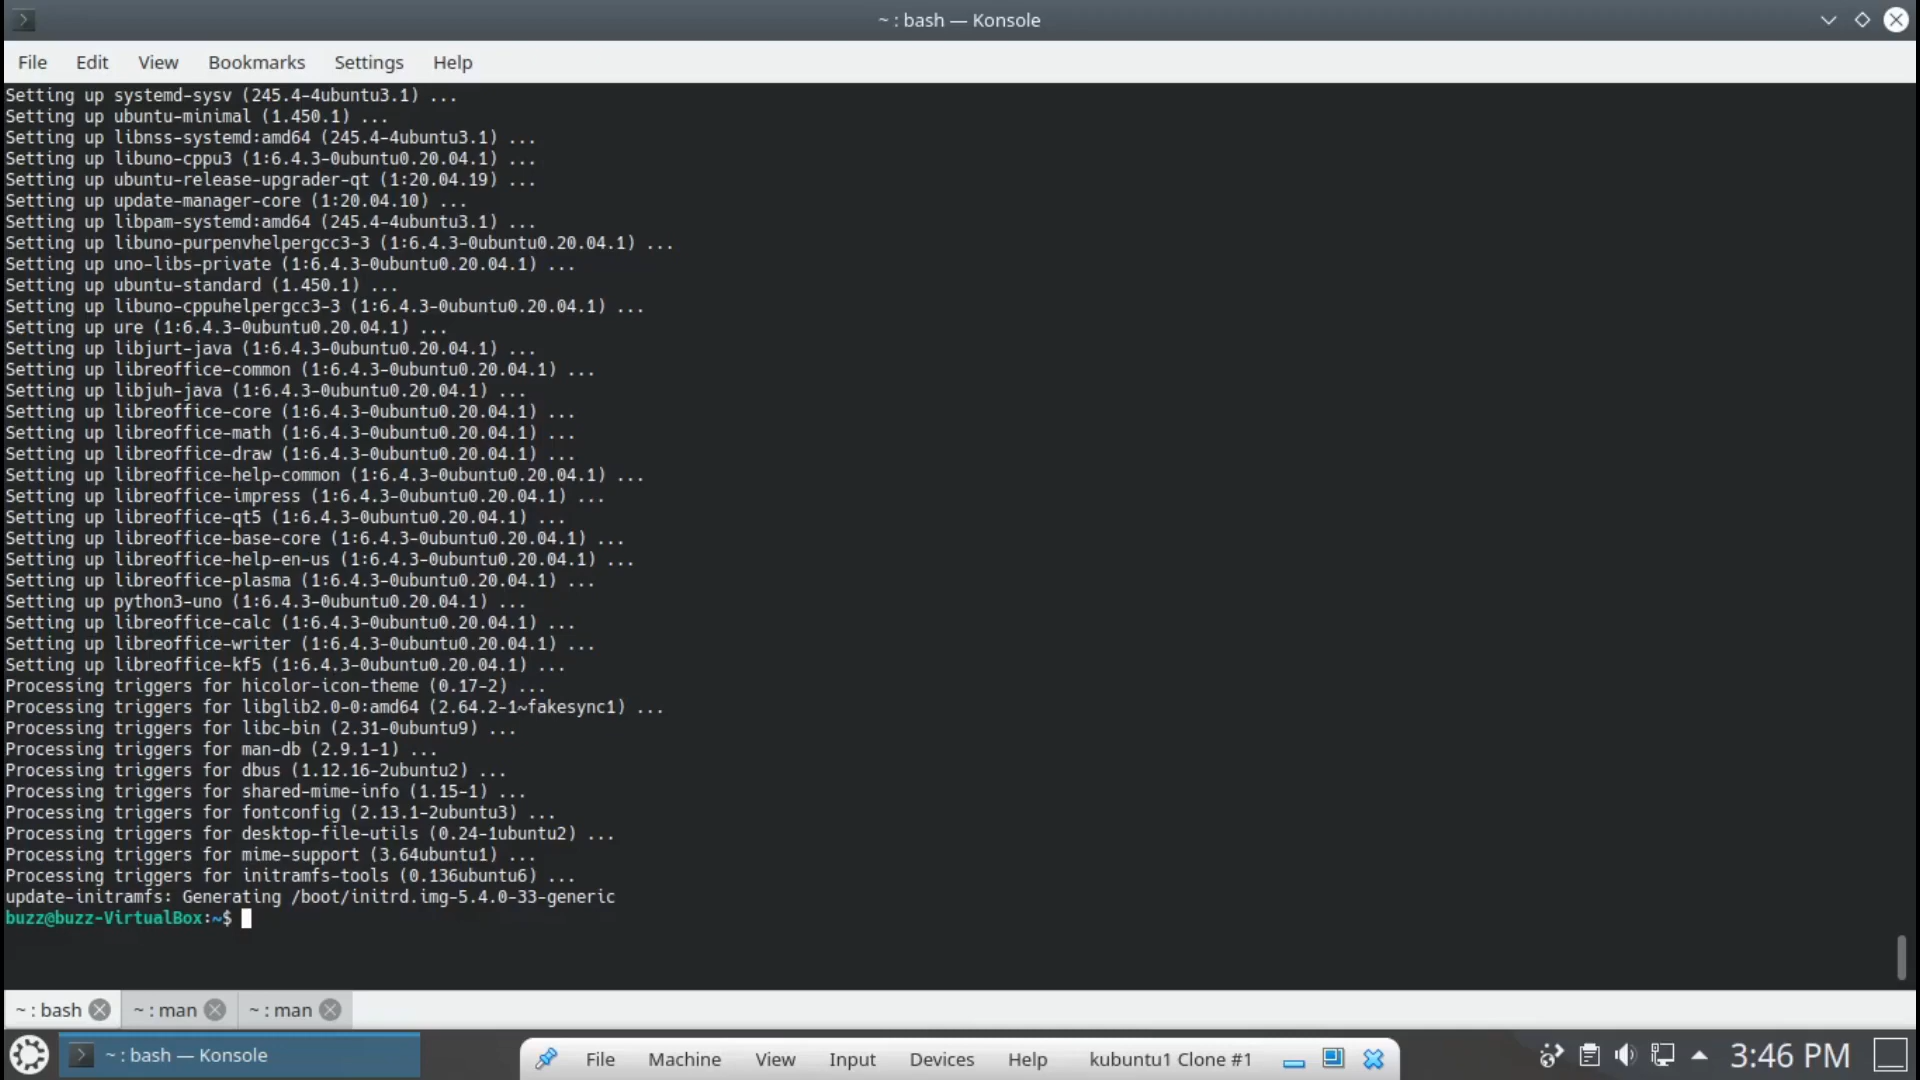 ~ : bash — Konsole
File Edit View Bookmarks Settings Help
Setting up systemd-sysv (245.4-4ubuntu3.1) ...
Setting up ubuntu-minimal (1.450.1) ...
Setting up libnss-systemd:amd64 (245.4-4ubuntu3.1) ...
Setting up libuno-cppu3 (1:6.4.3-0ubuntu0.20.04.1) ...
Setting up ubuntu-release-upgrader-qt (1:20.04.19) ...
Setting up update-manager-core (1:20.04.10) ...
Setting up libpam-systemd:amd64 (245.4-4ubuntu3.1) ...
Setting up libuno-purpenvhelpergcc3-3 (1:6.4.3-0ubuntu0.20.04.1) ...
Setting up uno-libs-private (1:6.4.3-0ubuntu0.20.04.1) ...
Setting up ubuntu-standard (1.450.1) ...
Setting up libuno-cppuhelpergcc3-3 (1:6.4.3-0ubuntu0.20.04.1) ...
Setting up ure (1:6.4.3-0ubuntu0.20.04.1) ...
Setting up libjurt-java (1:6.4.3-0ubuntu0.20.04.1) ...
Setting up libreoffice-common (1:6.4.3-0ubuntu0.20.04.1) ...
Setting up libjuh-java (1:6.4.3-0ubuntu0.20.04.1) ...
Setting up libreoffice-core (1:6.4.3-0ubuntu0.20.04.1) ...
Setting up libreoffice-math (1:6.4.3-0ubuntu0.20.04.1) ...
Setting up libreoffice-draw (1:6.4.3-0ubuntu0.20.04.1) ...
Setting up libreoffice-help-common (1:6.4.3-0ubuntu0.20.04.1) ...
Setting up libreoffice-impress (1:6.4.3-0ubuntu0.20.04.1) ...
Setting up libreoffice-qt5 (1:6.4.3-0ubuntu0.20.04.1) ...
Setting up libreoffice-base-core (1:6.4.3-0ubuntu0.20.04.1) ...
Setting up libreoffice-help-en-us (1:6.4.3-0ubuntu0.20.04.1) ...
Setting up libreoffice-plasma (1:6.4.3-0ubuntu0.20.04.1) ...
Setting up python3-uno (1:6.4.3-0ubuntu0.20.04.1) ...
Setting up libreoffice-calc (1:6.4.3-0ubuntu0.20.04.1) ...
Setting up libreoffice-writer (1:6.4.3-0ubuntu0.20.04.1) ...
Setting up libreoffice-kf5 (1:6.4.3-0ubuntu0.20.04.1) ...
Processing triggers for hicolor-icon-theme (0.17-2) ...
Processing triggers for libglib2.0-0:amd64 (2.64.2-1~fakesync1) ...
Processing triggers for libc-bin (2.31-0ubuntu9) ...
Processing triggers for man-db (2.9.1-1) ...
Processing triggers for dbus (1.12.16-2ubuntu2) ...
Processing triggers for shared-mime-info (1.15-1) ...
Processing triggers for fontconfig (2.13.1-2ubuntu3) ...
Processing triggers for desktop-file-utils (0.24-1ubuntu2) ...
Processing triggers for mime-support (3.64ubuntu1) ...
Processing triggers for initramfs-tools (0.136ubuntu6) ...
update-initramfs: Generating /boot/initrd.img-5.4.0-33-generic
buzz@buzz-VirtualBox:~$
~ : bash ~ : man ~ : man
~ : bash — Konsole File Machine View Input Devices Help kubuntu1 Clone #1 3:46 PM